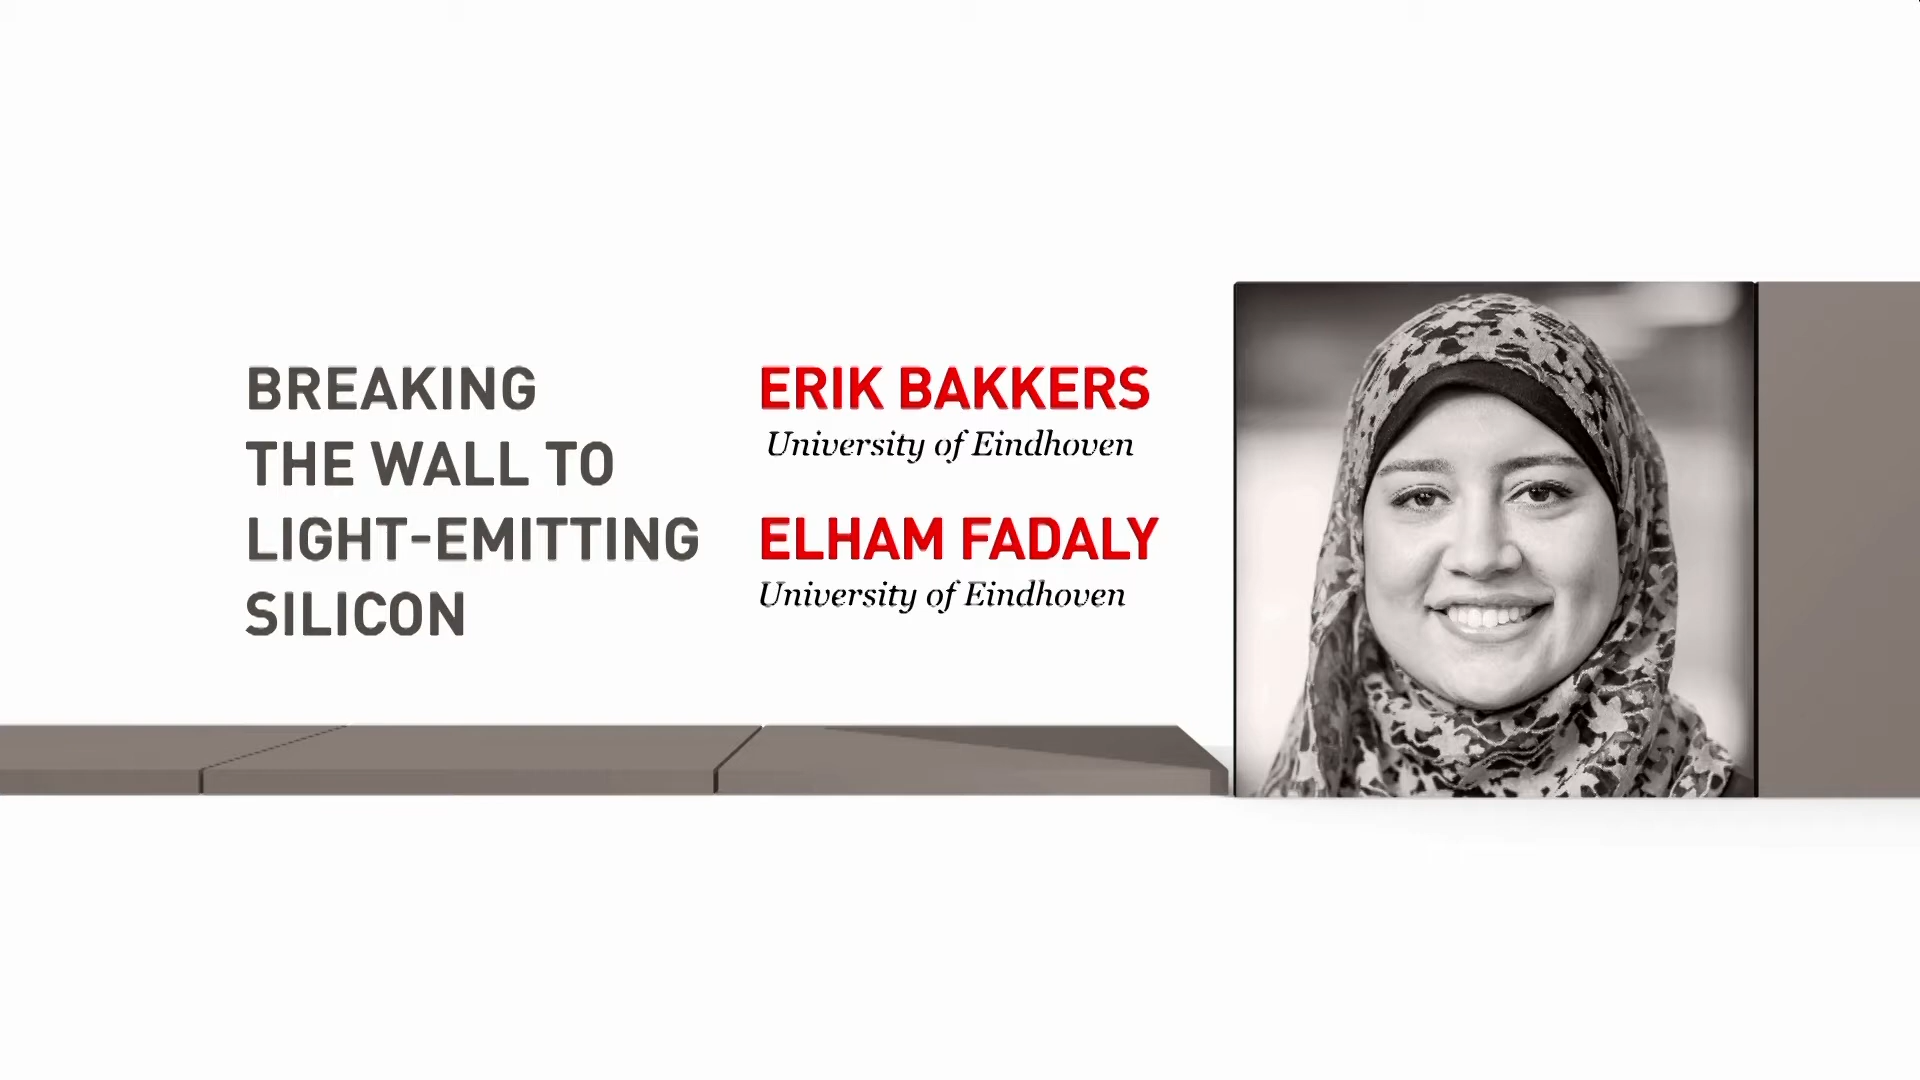 BREAKING
THE WALL TO
LIGHT-EMITTING
SILICON
ERIK BAKKERS
University of Eindhoven
ELHAM FADALY
University of Eindhoven